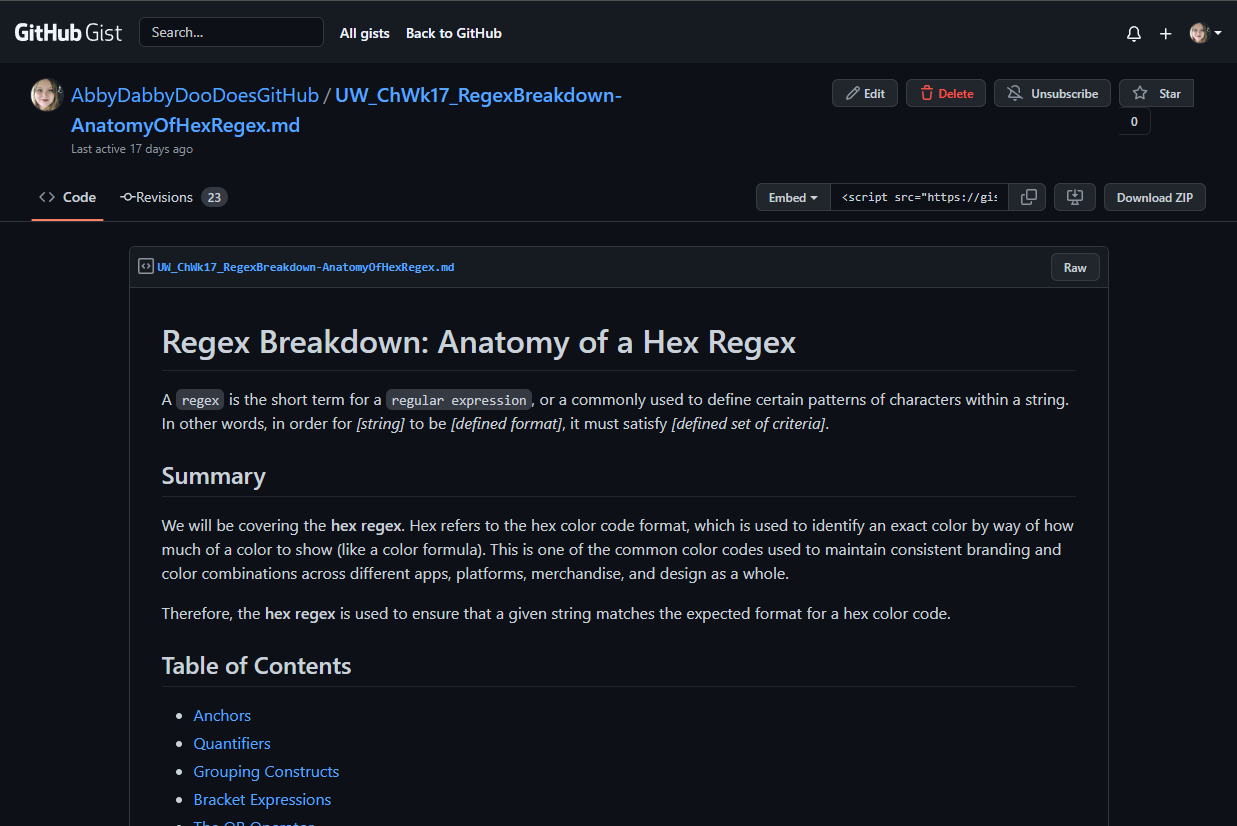 GitHub Gist Search... All gists Back to GitHub
AbbyDabbyDooDoesGitHub / UW_ChWk17_RegexBreakdown-
AnatomyOfHexRegex.md
Last active 17 days ago
Edit Delete Unsubscribe Star
0
Code Revisions 23
Embed <script src="https://gis Download ZIP
UW_ChWk17_RegexBreakdown-AnatomyOfHexRegex.md Raw
Regex Breakdown: Anatomy of a Hex Regex
A regex is the short term for a regular expression, or a commonly used to define certain patterns of characters within a string.
In other words, in order for [string] to be [defined format], it must satisfy [defined set of criteria].
Summary
We will be covering the hex regex. Hex refers to the hex color code format, which is used to identify an exact color by way of how
much of a color to show (like a color formula). This is one of the common color codes used to maintain consistent branding and
color combinations across different apps, platforms, merchandise, and design as a whole.
Therefore, the hex regex is used to ensure that a given string matches the expected format for a hex color code.
Table of Contents
Anchors
Quantifiers
Grouping Constructs
Bracket Expressions
The OR Operator